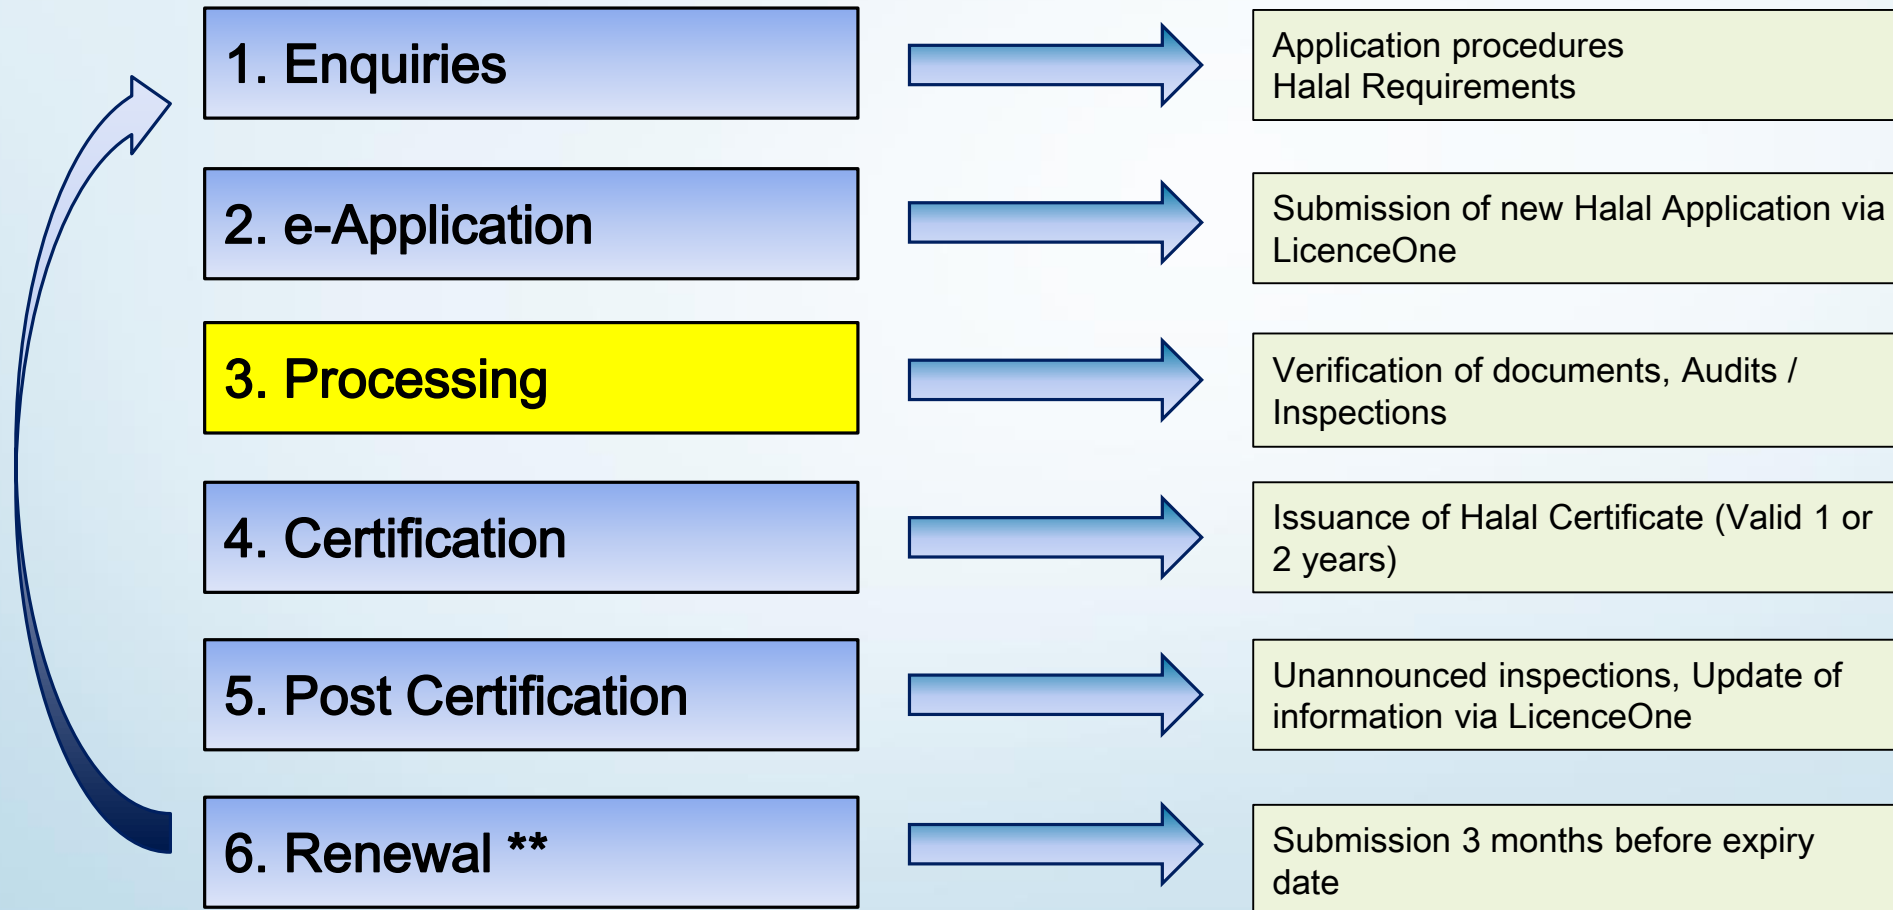 1. Enquiries
Application procedures
Halal Requirements
2. e-Application
Submission of new Halal Application via
LicenceOne
3. Processing
Verification of documents, Audits /
Inspections
4. Certification
Issuance of Halal Certificate (Valid 1 or
2 years)
5. Post Certification
Unannounced inspections, Update of
information via LicenceOne
6. Renewal **
Submission 3 months before expiry
date